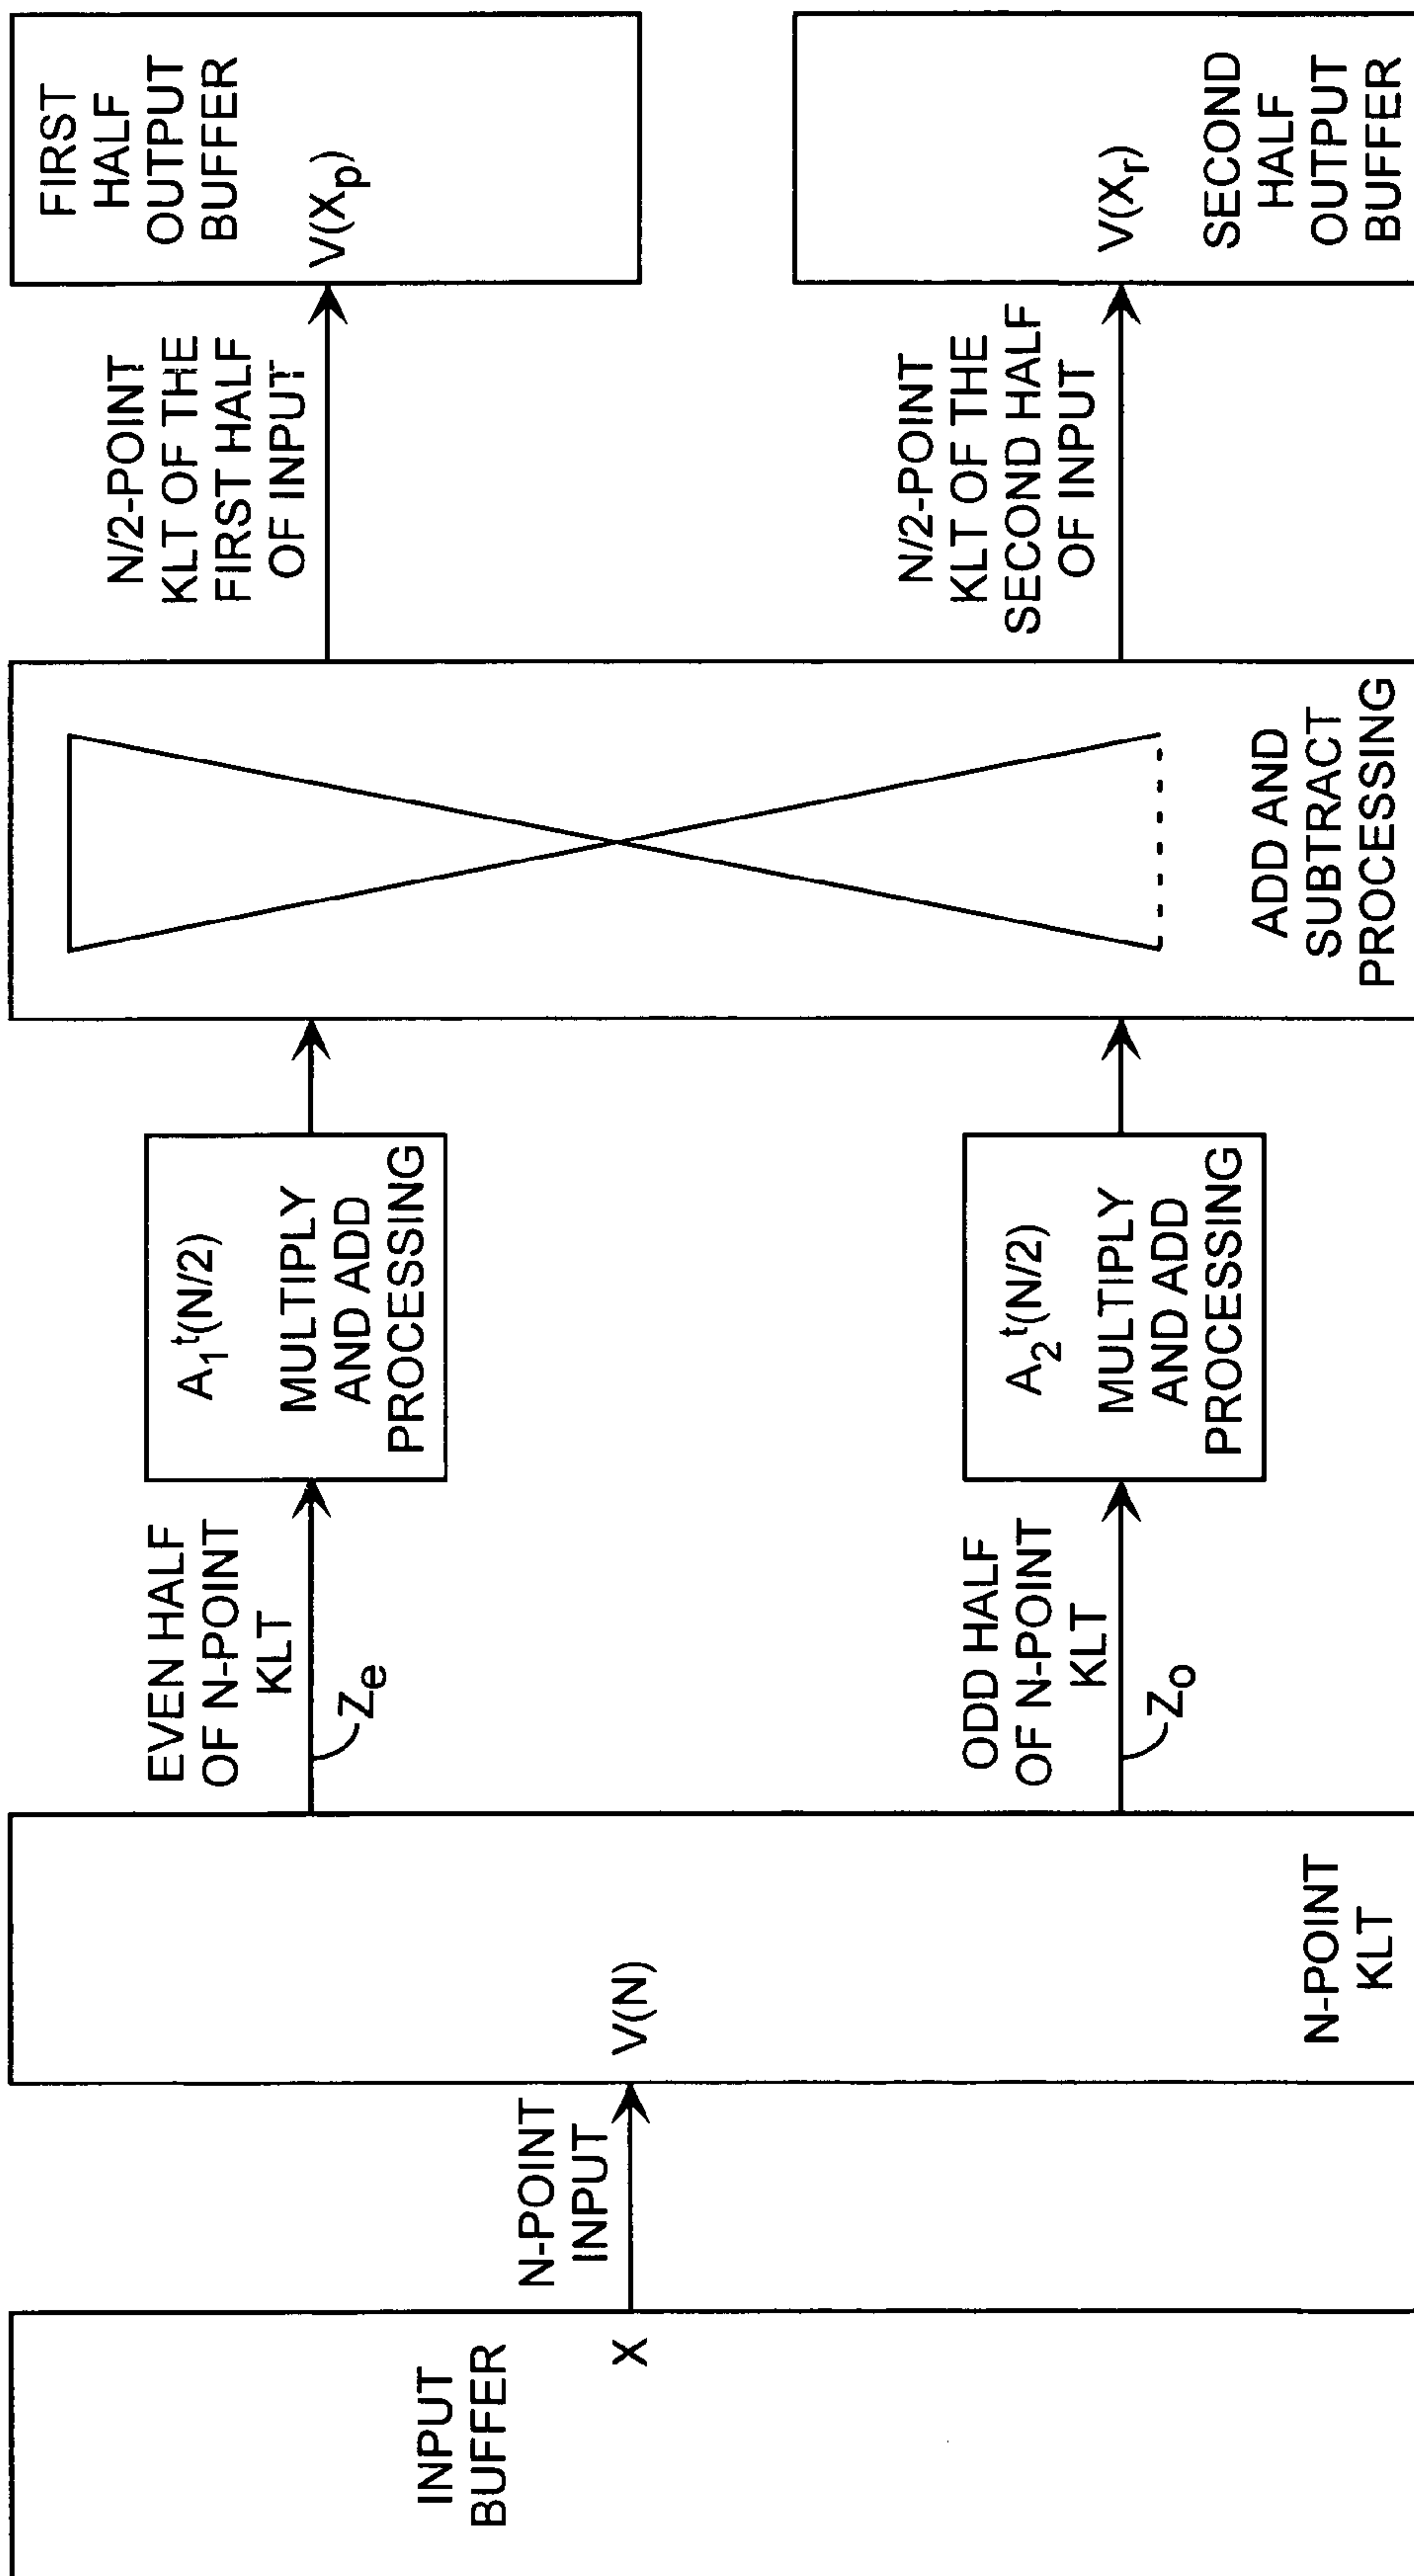 INPUT
BUFFER
X
N-POINT
INPUT
V(N)
N-POINT
KLT
EVEN HALF
OF N-POINT
KLT
Ze
ODD HALF
OF N-POINT
KLT
Zo
A1t(N/2)
MULTIPLY
AND ADD
PROCESSING
A2t(N/2)
MULTIPLY
AND ADD
PROCESSING
ADD AND
SUBTRACT
PROCESSING
N/2-POINT
KLT OF THE
FIRST HALF
OF INPUT
N/2-POINT
KLT OF THE
SECOND HALF
OF INPUT
FIRST
HALF
OUTPUT
BUFFER
V(Xp)
V(Xr)
SECOND
HALF
OUTPUT
BUFFER